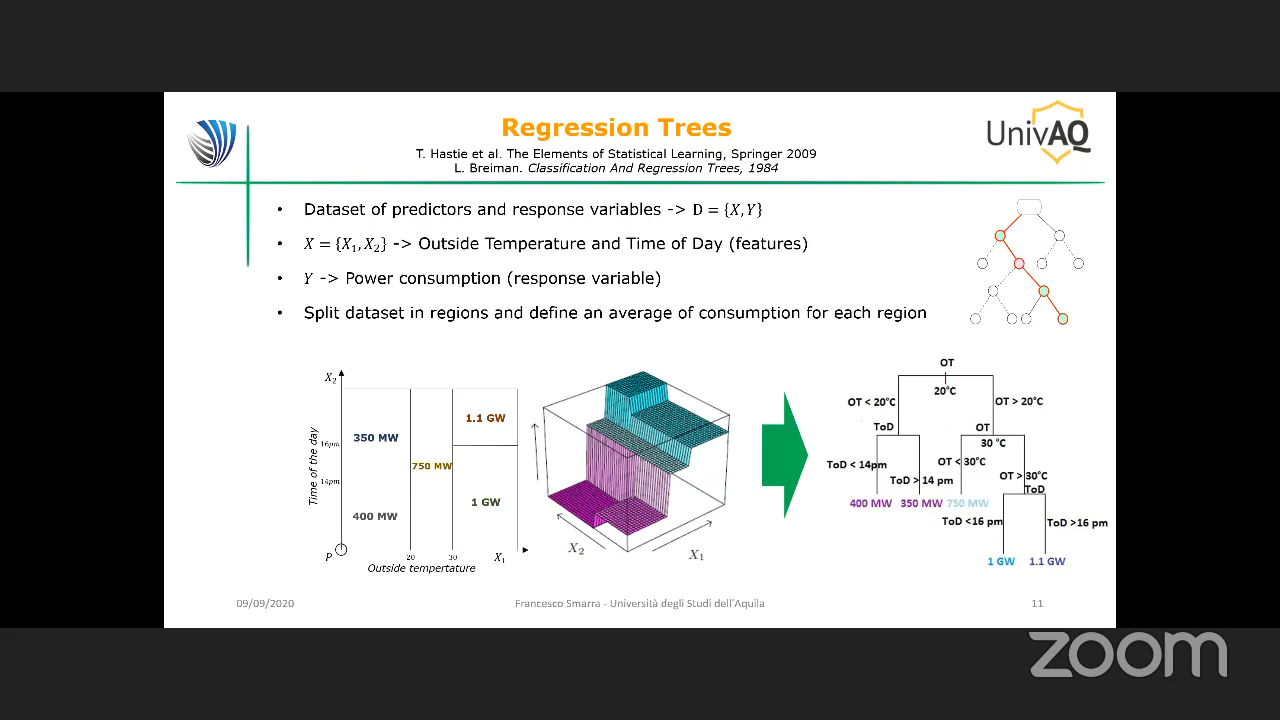 Regression Trees
T. Hastie et al. The Elements of Statistical Learning, Springer 2009
L. Breiman. Classification And Regression Trees, 1984
UnivAQ
• Dataset of predictors and response variables -> D = {X, Y}
• X = {X₁, X₂} -> Outside Temperature and Time of Day (features)
• Y -> Power consumption (response variable)
• Split dataset in regions and define an average of consumption for each region
X₂
Time of the day
16pm
14pm
350 MW
400 MW
750 MW
1.1 GW
1 GW
P
20
30
X₁
Outside tempertature
X₂
X₁
OT
20°C
OT < 20°C
OT > 20°C
ToD
OT
30 °C
ToD < 14pm
ToD > 14 pm
OT < 30°C
OT > 30°C
ToD
400 MW
350 MW
750 MW
ToD <16 pm
ToD >16 pm
1 GW
1.1 GW
09/09/2020
Francesco Smarra - Università degli Studi dell'Aquila
11
zoom